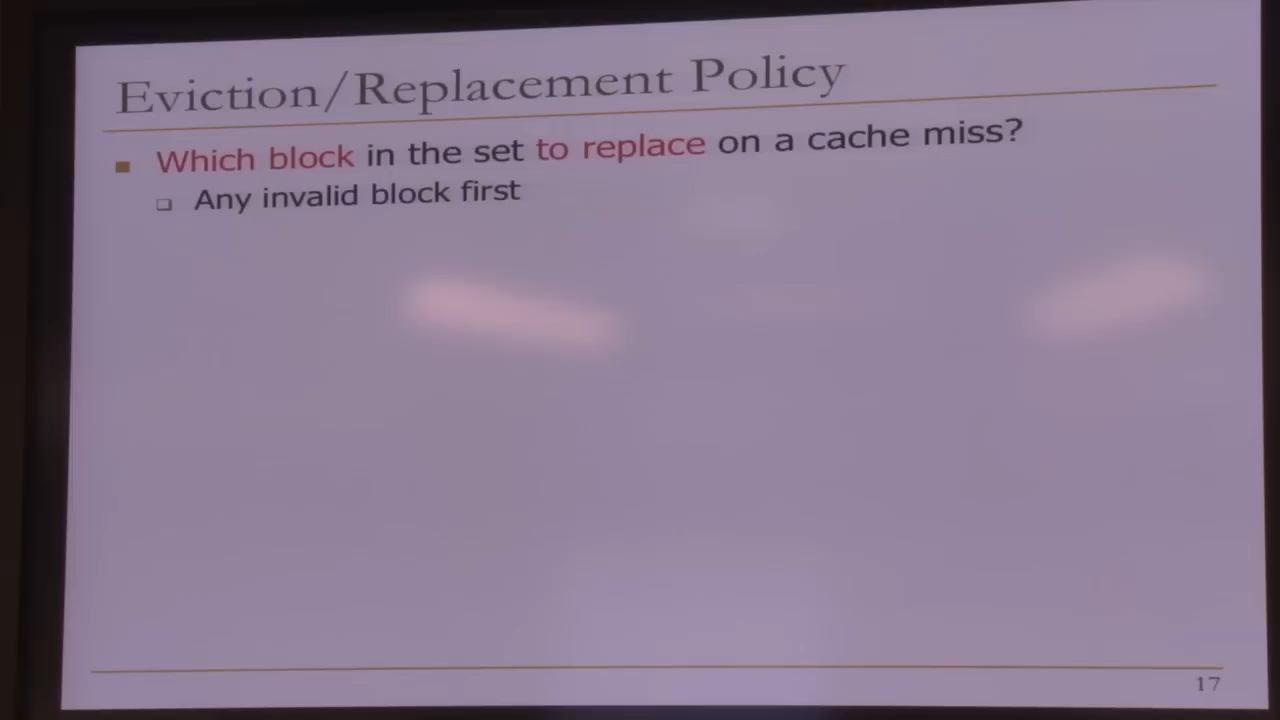 Eviction/Replacement Policy
Which block in the set to replace on a cache miss?
Any invalid block first
17